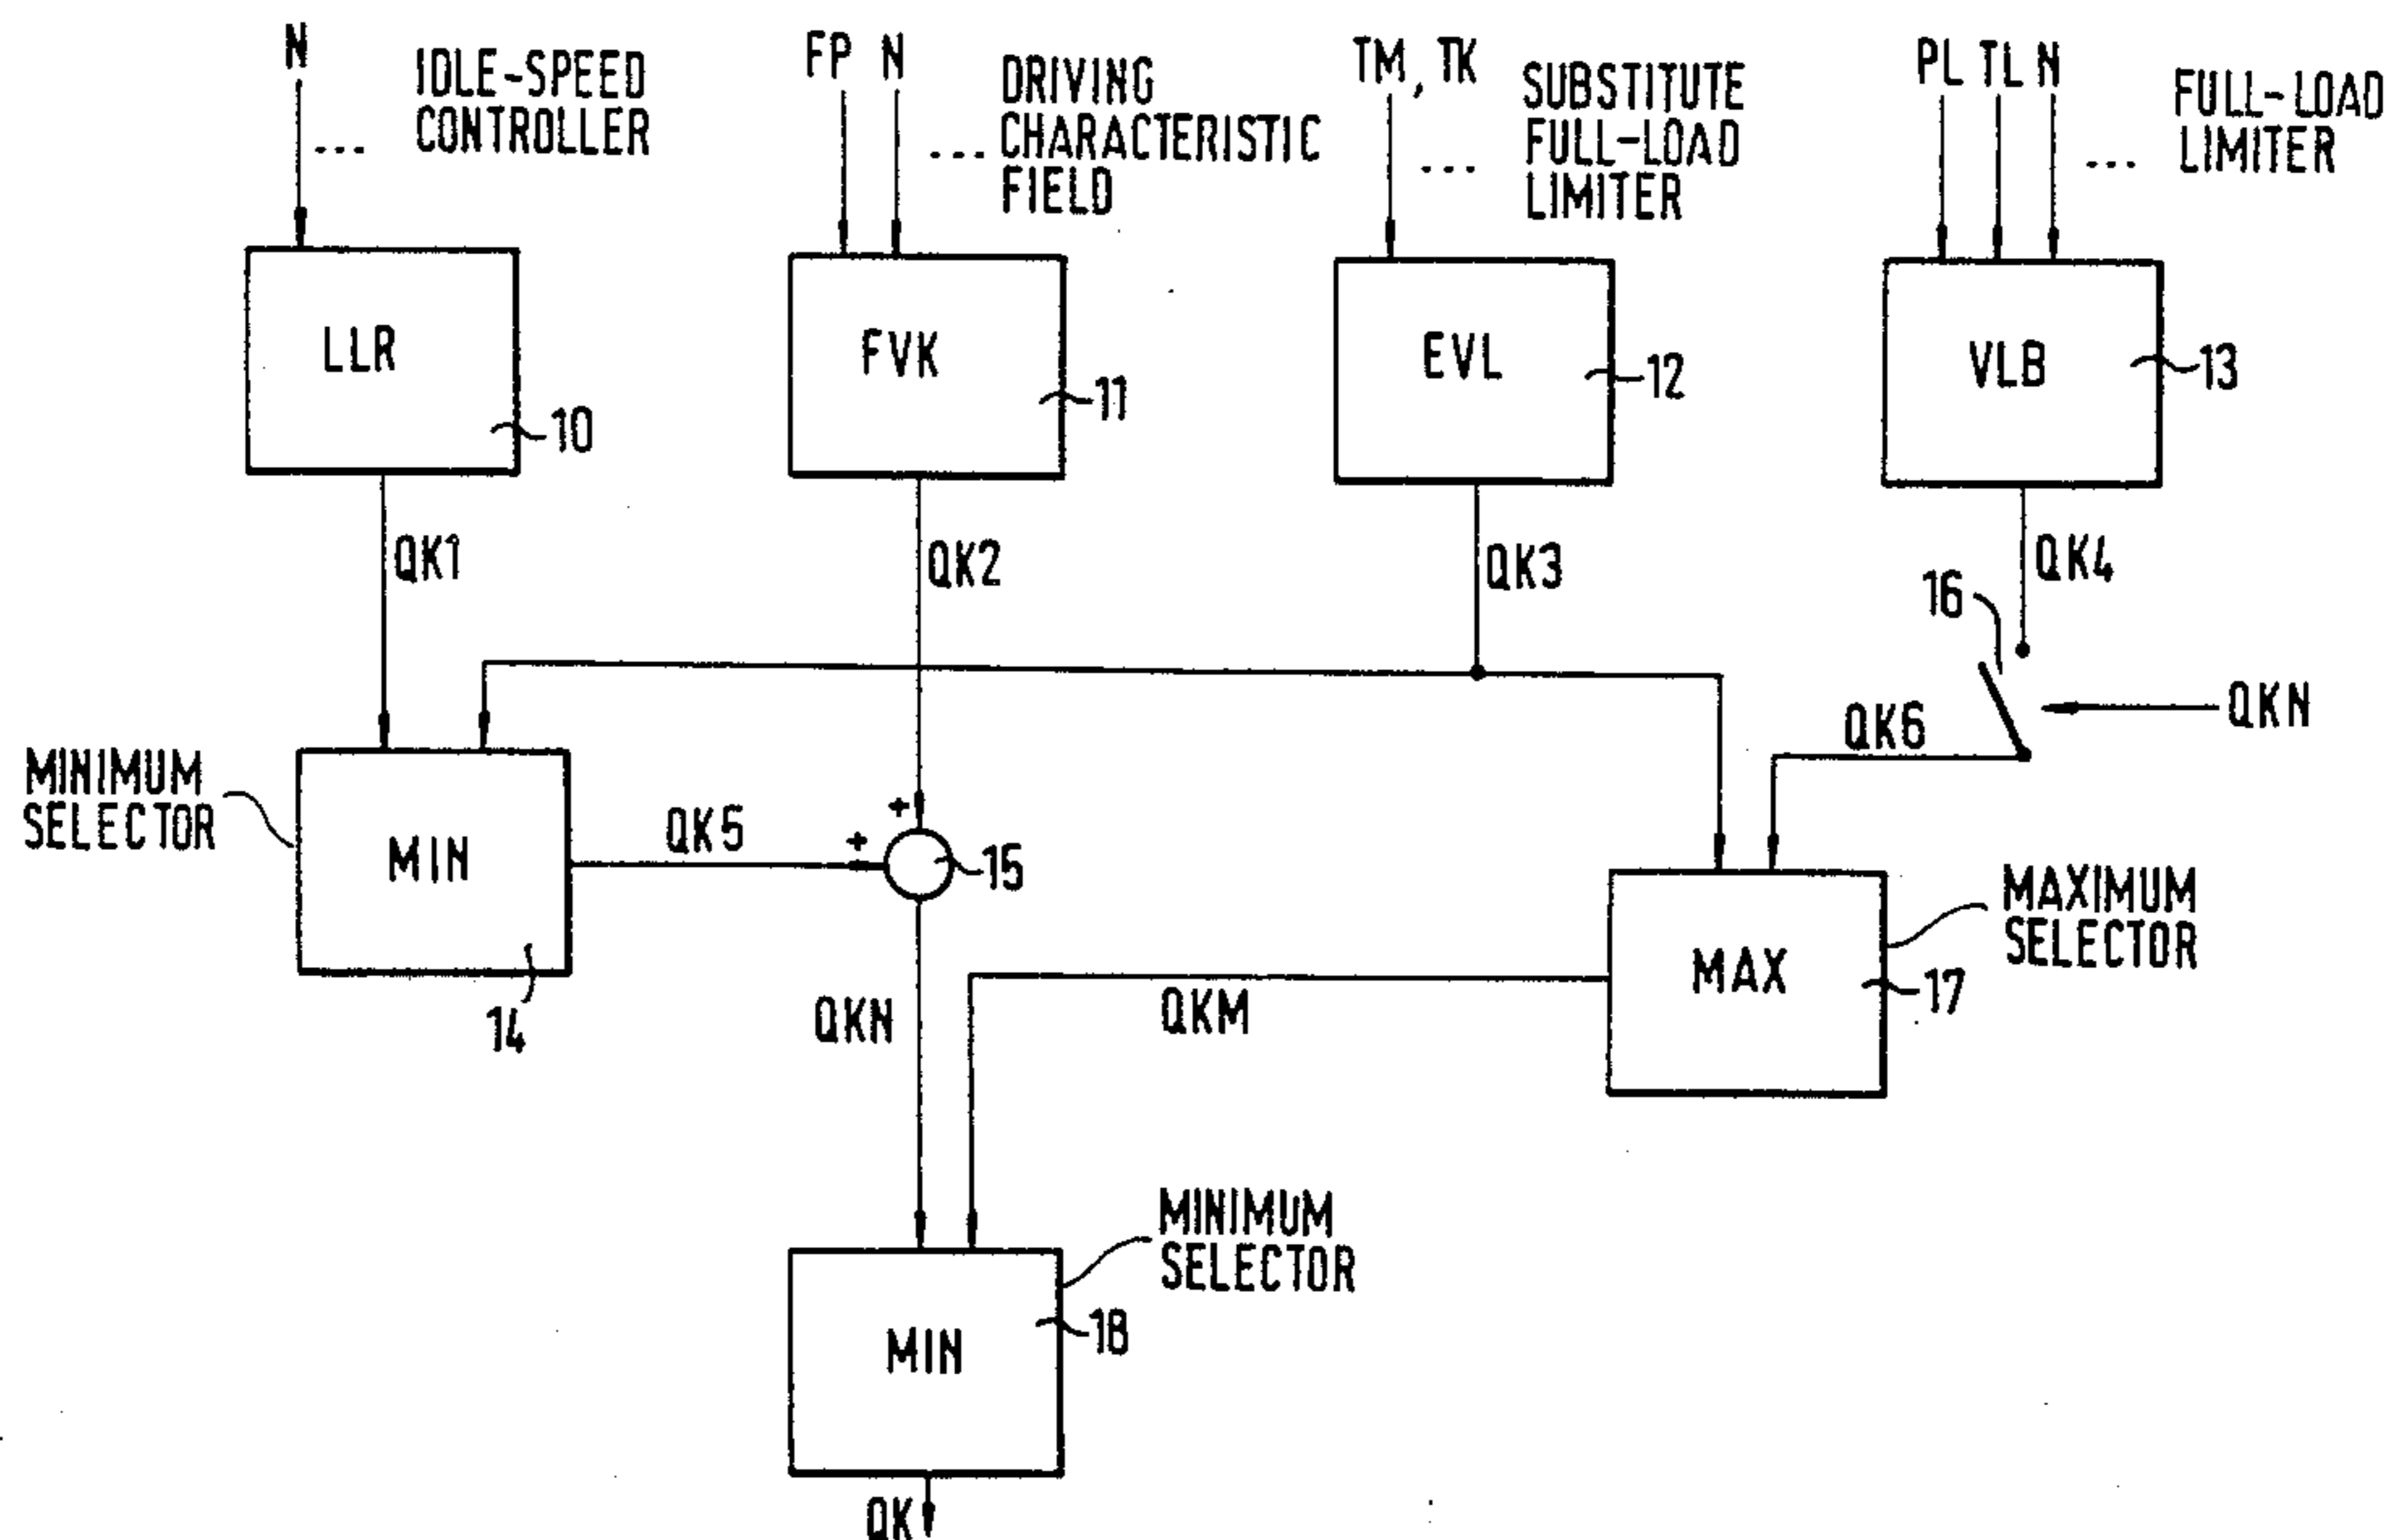 N
IDLE-SPEED
CONTROLLER
...
FP N
DRIVING
CHARACTERISTIC
FIELD
...
TM, TK
SUBSTITUTE
FULL-LOAD
LIMITER
...
PL TL N
FULL-LOAD
LIMITER
...
LLR
10
FVK
11
EVL
12
VLB
13
QK1
QK2
QK3
QK4
16
QKN
QK6
MINIMUM
SELECTOR
MIN
14
QK5
+
+
15
MAXIMUM
SELECTOR
MAX
17
QKN
QKM
MINIMUM
SELECTOR
MIN
18
QK